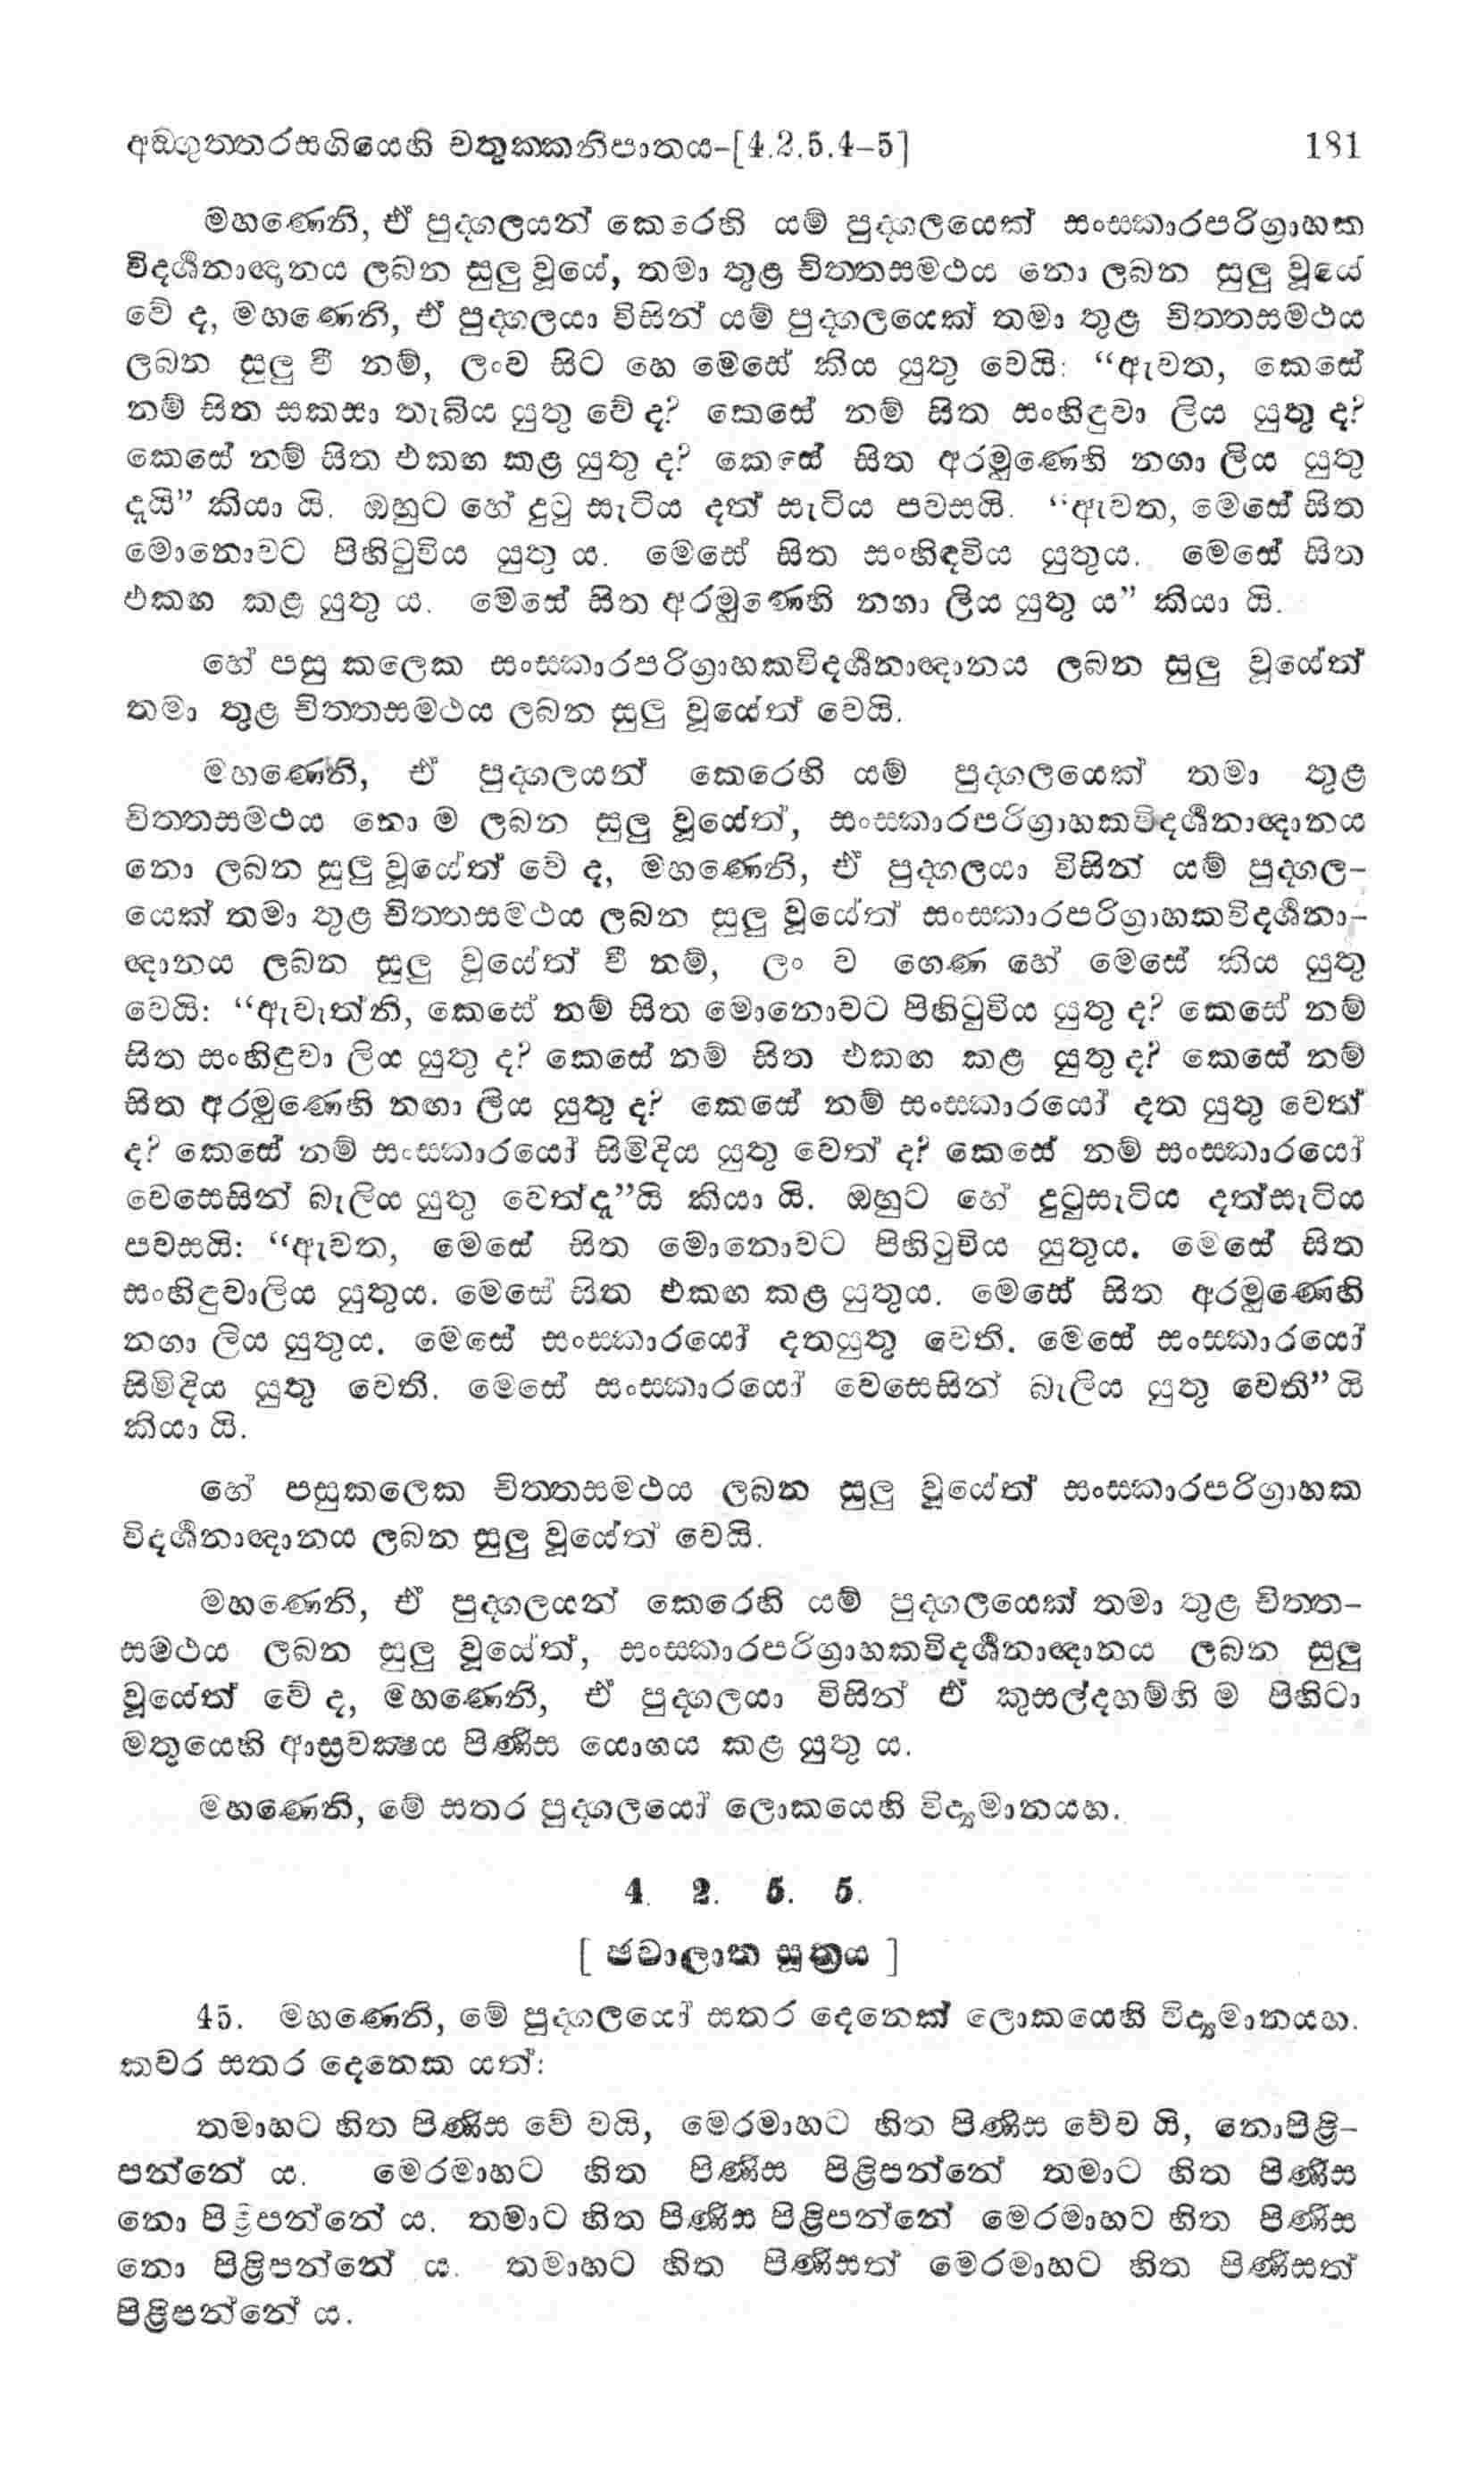 අඞ්ගුත්තරසඟියෙහි චතුක්කනිපාතය-[4.2.5.4-5] 181
මහණෙනි, ඒ පුද්ගලයන් කෙරෙහි යම් පුද්ගලයෙක් සංස්කාරපරිග්‍රාහක
විදර්ශනාඥානය ලබන සුලු වූයේ, තමා තුළ චිත්තසමථය නො ලබන සුලු වූයේ
වේ ද, මහණෙනි, ඒ පුද්ගලයා විසින් යම් පුද්ගලයෙක් තමා තුළ චිත්තසමථය
ලබන සුලු වී නම්, ලංව සිට හෙ මෙසේ කිය යුතු වෙයි: “ඇවත, කෙසේ
නම් සිත සකසා තැබිය යුතු වේ ද? කෙසේ නම් සිත සංහිඳුවා ලිය යුතු ද?
කෙසේ නම් සිත එකඟ කළ යුතු ද? කෙසේ සිත අරමුණෙහි නගා ලිය යුතු
දැයි” කියා යි. ඔහුට හේ දුටු සැටිය දත් සැටිය පවසයි. “ඇවත, මෙසේ සිත
මොනොවට පිහිටුවිය යුතු ය. මෙසේ සිත සංහිඳවිය යුතුය. මෙසේ සිත
එකඟ කළ යුතු ය. මෙසේ සිත අරමුණෙහි නගා ලිය යුතු ය” කියා යි.
හේ පසු කලෙක සංස්කාරපරිග්‍රාහකවිදර්ශනාඥානය ලබන සුලු වූයේත්
තමා තුළ චිත්තසමථය ලබන සුලු වූයේත් වෙයි.
මහණෙනි, ඒ පුද්ගලයන් කෙරෙහි යම් පුද්ගලයෙක් තමා තුළ
චිත්තසමථය නො ම ලබන සුලු වූයේත්, සංස්කාරපරිග්‍රාහකවිදර්ශනාඥානය
නො ලබන සුලු වූයේත් වේ ද, මහණෙනි, ඒ පුද්ගලයා විසින් යම් පුද්ගල-
යෙක් තමා තුළ චිත්තසමථය ලබන සුලු වූයේත් සංස්කාරපරිග්‍රාහකවිදර්ශනා-
ඥානය ලබන සුලු වූයේත් වී නම්, ලං ව ගෙණ හේ මෙසේ කිය යුතු
වෙයි: “ඇවැත්නි, කෙසේ නම් සිත මොනොවට පිහිටුවිය යුතු ද? කෙසේ නම්
සිත සංහිඳුවා ලිය යුතු ද? කෙසේ නම් සිත එකඟ කළ යුතු ද? කෙසේ නම්
සිත අරමුණෙහි නඟා ලිය යුතු ද? කෙසේ නම් සංස්කාරයෝ දත යුතු වෙත්
ද? කෙසේ නම් සංස්කාරයෝ සිමිදිය යුතු වෙත් ද? කෙසේ නම් සංස්කාරයෝ
වෙසෙසින් බැලිය යුතු වෙත්දැ”යි කියා යි. ඔහුට හේ දුටුසැටිය දත්සැටිය
පවසයි: “ඇවත, මෙසේ සිත මොනොවට පිහිටුවිය යුතුය. මෙසේ සිත
සංහිඳුවාලිය යුතුය. මෙසේ සිත එකඟ කළ යුතුය. මෙසේ සිත අරමුණෙහි
නගා ලිය යුතුය. මෙසේ සංස්කාරයෝ දතයුතු වෙති. මෙසේ සංස්කාරයෝ
සිමිදිය යුතු වෙති. මෙසේ සංස්කාරයෝ වෙසෙසින් බැලිය යුතු වෙති”යි
කියා යි.
හේ පසුකලෙක චිත්තසමථය ලබන සුලු වූයේත් සංස්කාරපරිග්‍රාහක
විදර්ශනාඥානය ලබන සුලු වූයේත් වෙයි.
මහණෙනි, ඒ පුද්ගලයන් කෙරෙහි යම් පුද්ගලයෙක් තමා තුළ චිත්ත-
සමථය ලබන සුලු වූයේත්, සංස්කාරපරිග්‍රාහකවිදර්ශනාඥානය ලබන සුලු
වූයේත් වේ ද, මහණෙනි, ඒ පුද්ගලයා විසින් ඒ කුසල්දහම්හි ම පිහිටා
මතුයෙහි ආස්‍රවක්ෂය පිණිස යොගය කළ යුතු ය.
මහණෙනි, මේ සතර පුද්ගලයෝ ලොකයෙහි විද්‍යමානයහ.
4. 2. 5. 5.
[ ඡවාලාත සූත්‍රය ]
45. මහණෙනි, මේ පුද්ගලයෝ සතර දෙනෙක් ලොකයෙහි විද්‍යමානයහ.
කවර සතර දෙනෙක යත්:
තමාහට හිත පිණිස වේ වයි, මෙරමාහට හිත පිණිස වේව යි, නොපිළි-
පන්නේ ය. මෙරමාහට හිත පිණිස පිළිපන්නේ තමාට හිත පිණිස
නො පිළිපන්නේ ය. තමාට හිත පිණිස පිළිපන්නේ මෙරමාහට හිත පිණිස
නො පිළිපන්නේ ය. තමාහට හිත පිණිසත් මෙරමාහට හිත පිණිසත්
පිළිපන්නේ ය.